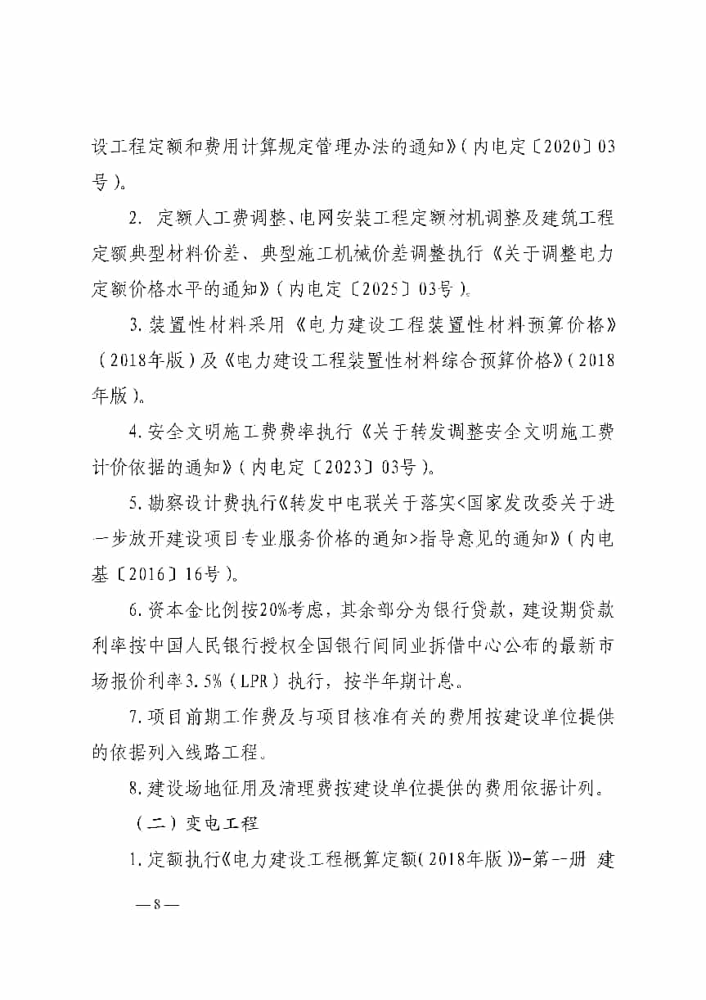 设工程定额和费用计算规定管理办法的通知》（内电定〔2020〕03
号）。
2. 定额人工费调整、电网安装工程定额材机调整及建筑工程
定额典型材料价差、典型施工机械价差调整执行《关于调整电力
定额价格水平的通知》（内电定〔2025〕03号）。
3.装置性材料采用《电力建设工程装置性材料预算价格》
（2018年版）及《电力建设工程装置性材料综合预算价格》（2018
年版）。
4.安全文明施工费费率执行《关于转发调整安全文明施工费
计价依据的通知》（内电定〔2023〕03号）。
5.勘察设计费执行《转发中电联关于落实<国家发改委关于进
一步放开建设项目专业服务价格的通知>指导意见的通知》（内电
基〔2016〕16号）。
6.资本金比例按20%考虑，其余部分为银行贷款，建设期贷款
利率按中国人民银行授权全国银行间同业拆借中心公布的最新市
场报价利率3.5%（LPR）执行，按半年期计息。
7.项目前期工作费及与项目核准有关的费用按建设单位提供
的依据列入线路工程。
8.建设场地征用及清理费按建设单位提供的费用依据计列。
（二）变电工程
1.定额执行《电力建设工程概算定额（2018年版）》-第一册 建
— 8 —